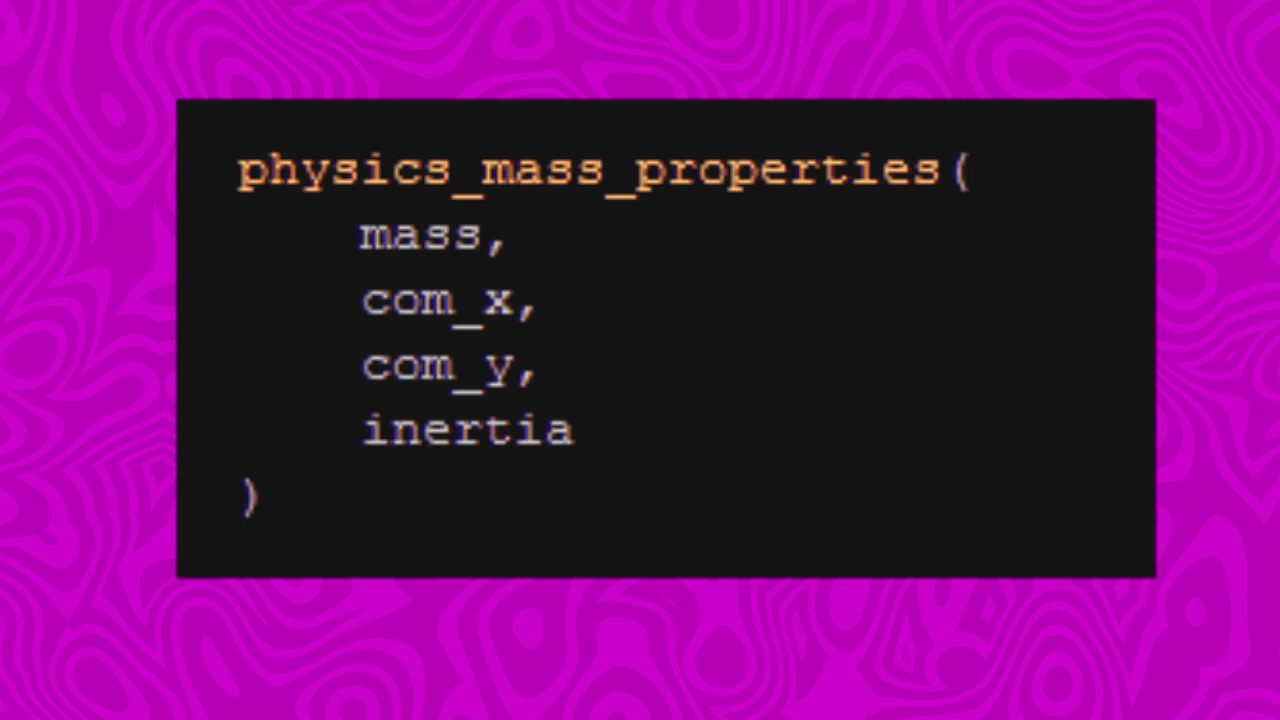 physics_mass_properties(
    mass,
    com_x,
    com_y,
    inertia
)